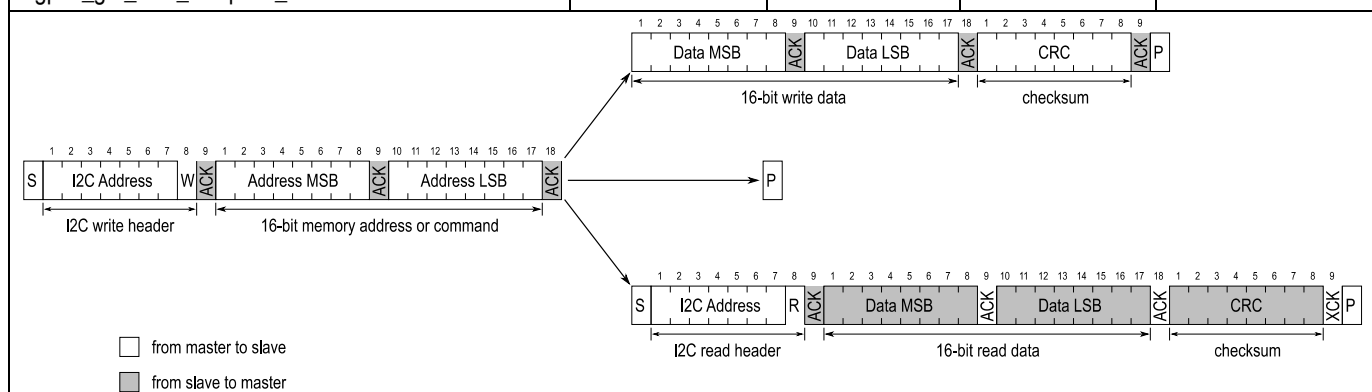 1 2 3 4 5 6 7 8 9 10 11 12 13 14 15 16 17 18 1 2 3 4 5 6 7 8 9
Data MSB ACK Data LSB ACK CRC ACK P
16-bit write data checksum
1 2 3 4 5 6 7 8 9 1 2 3 4 5 6 7 8 9 10 11 12 13 14 15 16 17 18
S I2C Address W ACK Address MSB ACK Address LSB ACK P
I2C write header 16-bit memory address or command
1 2 3 4 5 6 7 8 9 1 2 3 4 5 6 7 8 9 10 11 12 13 14 15 16 17 18 1 2 3 4 5 6 7 8 9
S I2C Address R ACK Data MSB ACK Data LSB ACK CRC XCK P
I2C read header 16-bit read data checksum
from master to slave
from slave to master